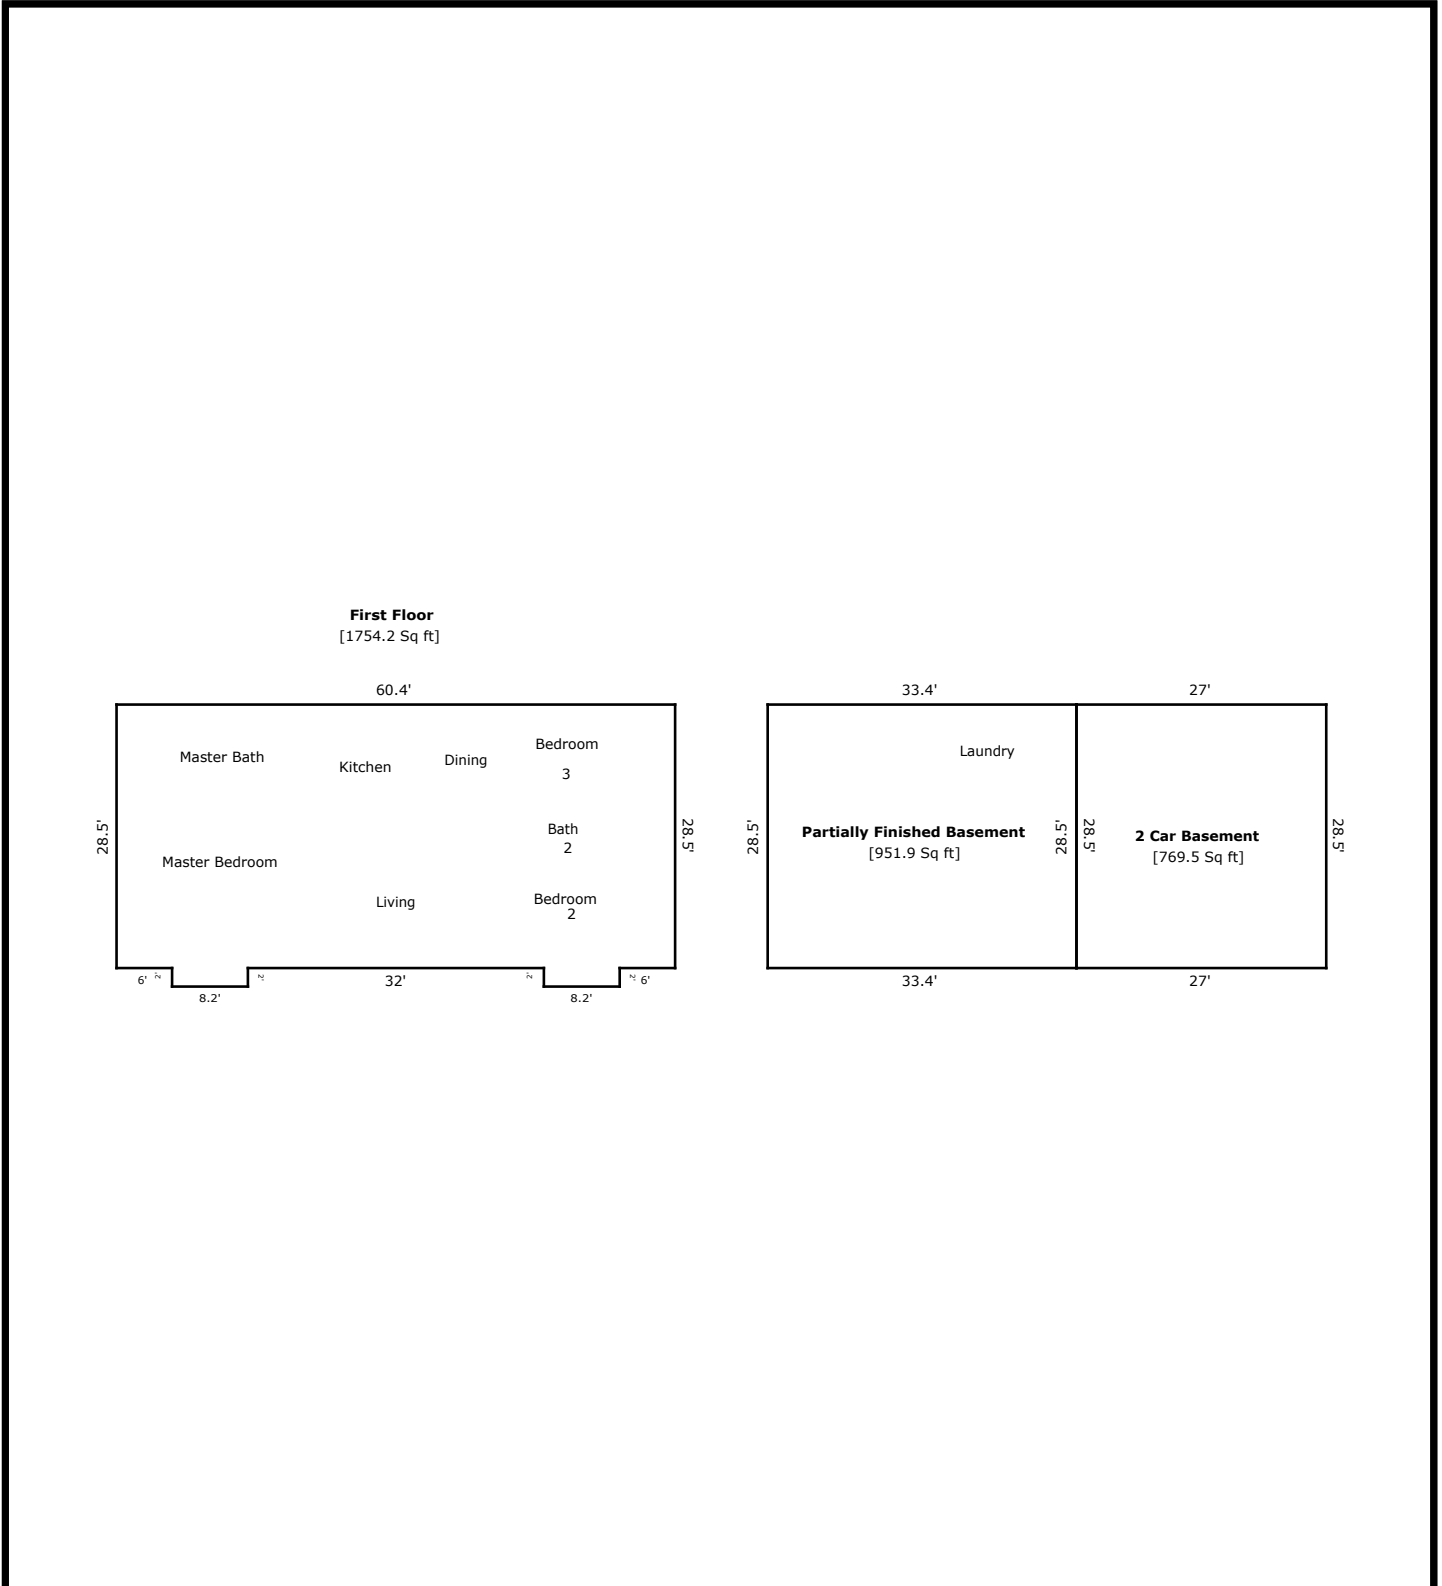 First Floor
[1754.2 Sq ft]
60.4'
Master Bath
Kitchen
Dining
Bedroom
3
Bath
2
28.5'
28.5'
Master Bedroom
Living
Bedroom
2
6'
2'
2'
32'
2'
2'
6'
8.2'
8.2'
33.4'
27'
Laundry
28.5'
Partially Finished Basement
[951.9 Sq ft]
28.5'
28.5'
2 Car Basement
[769.5 Sq ft]
28.5'
33.4'
27'